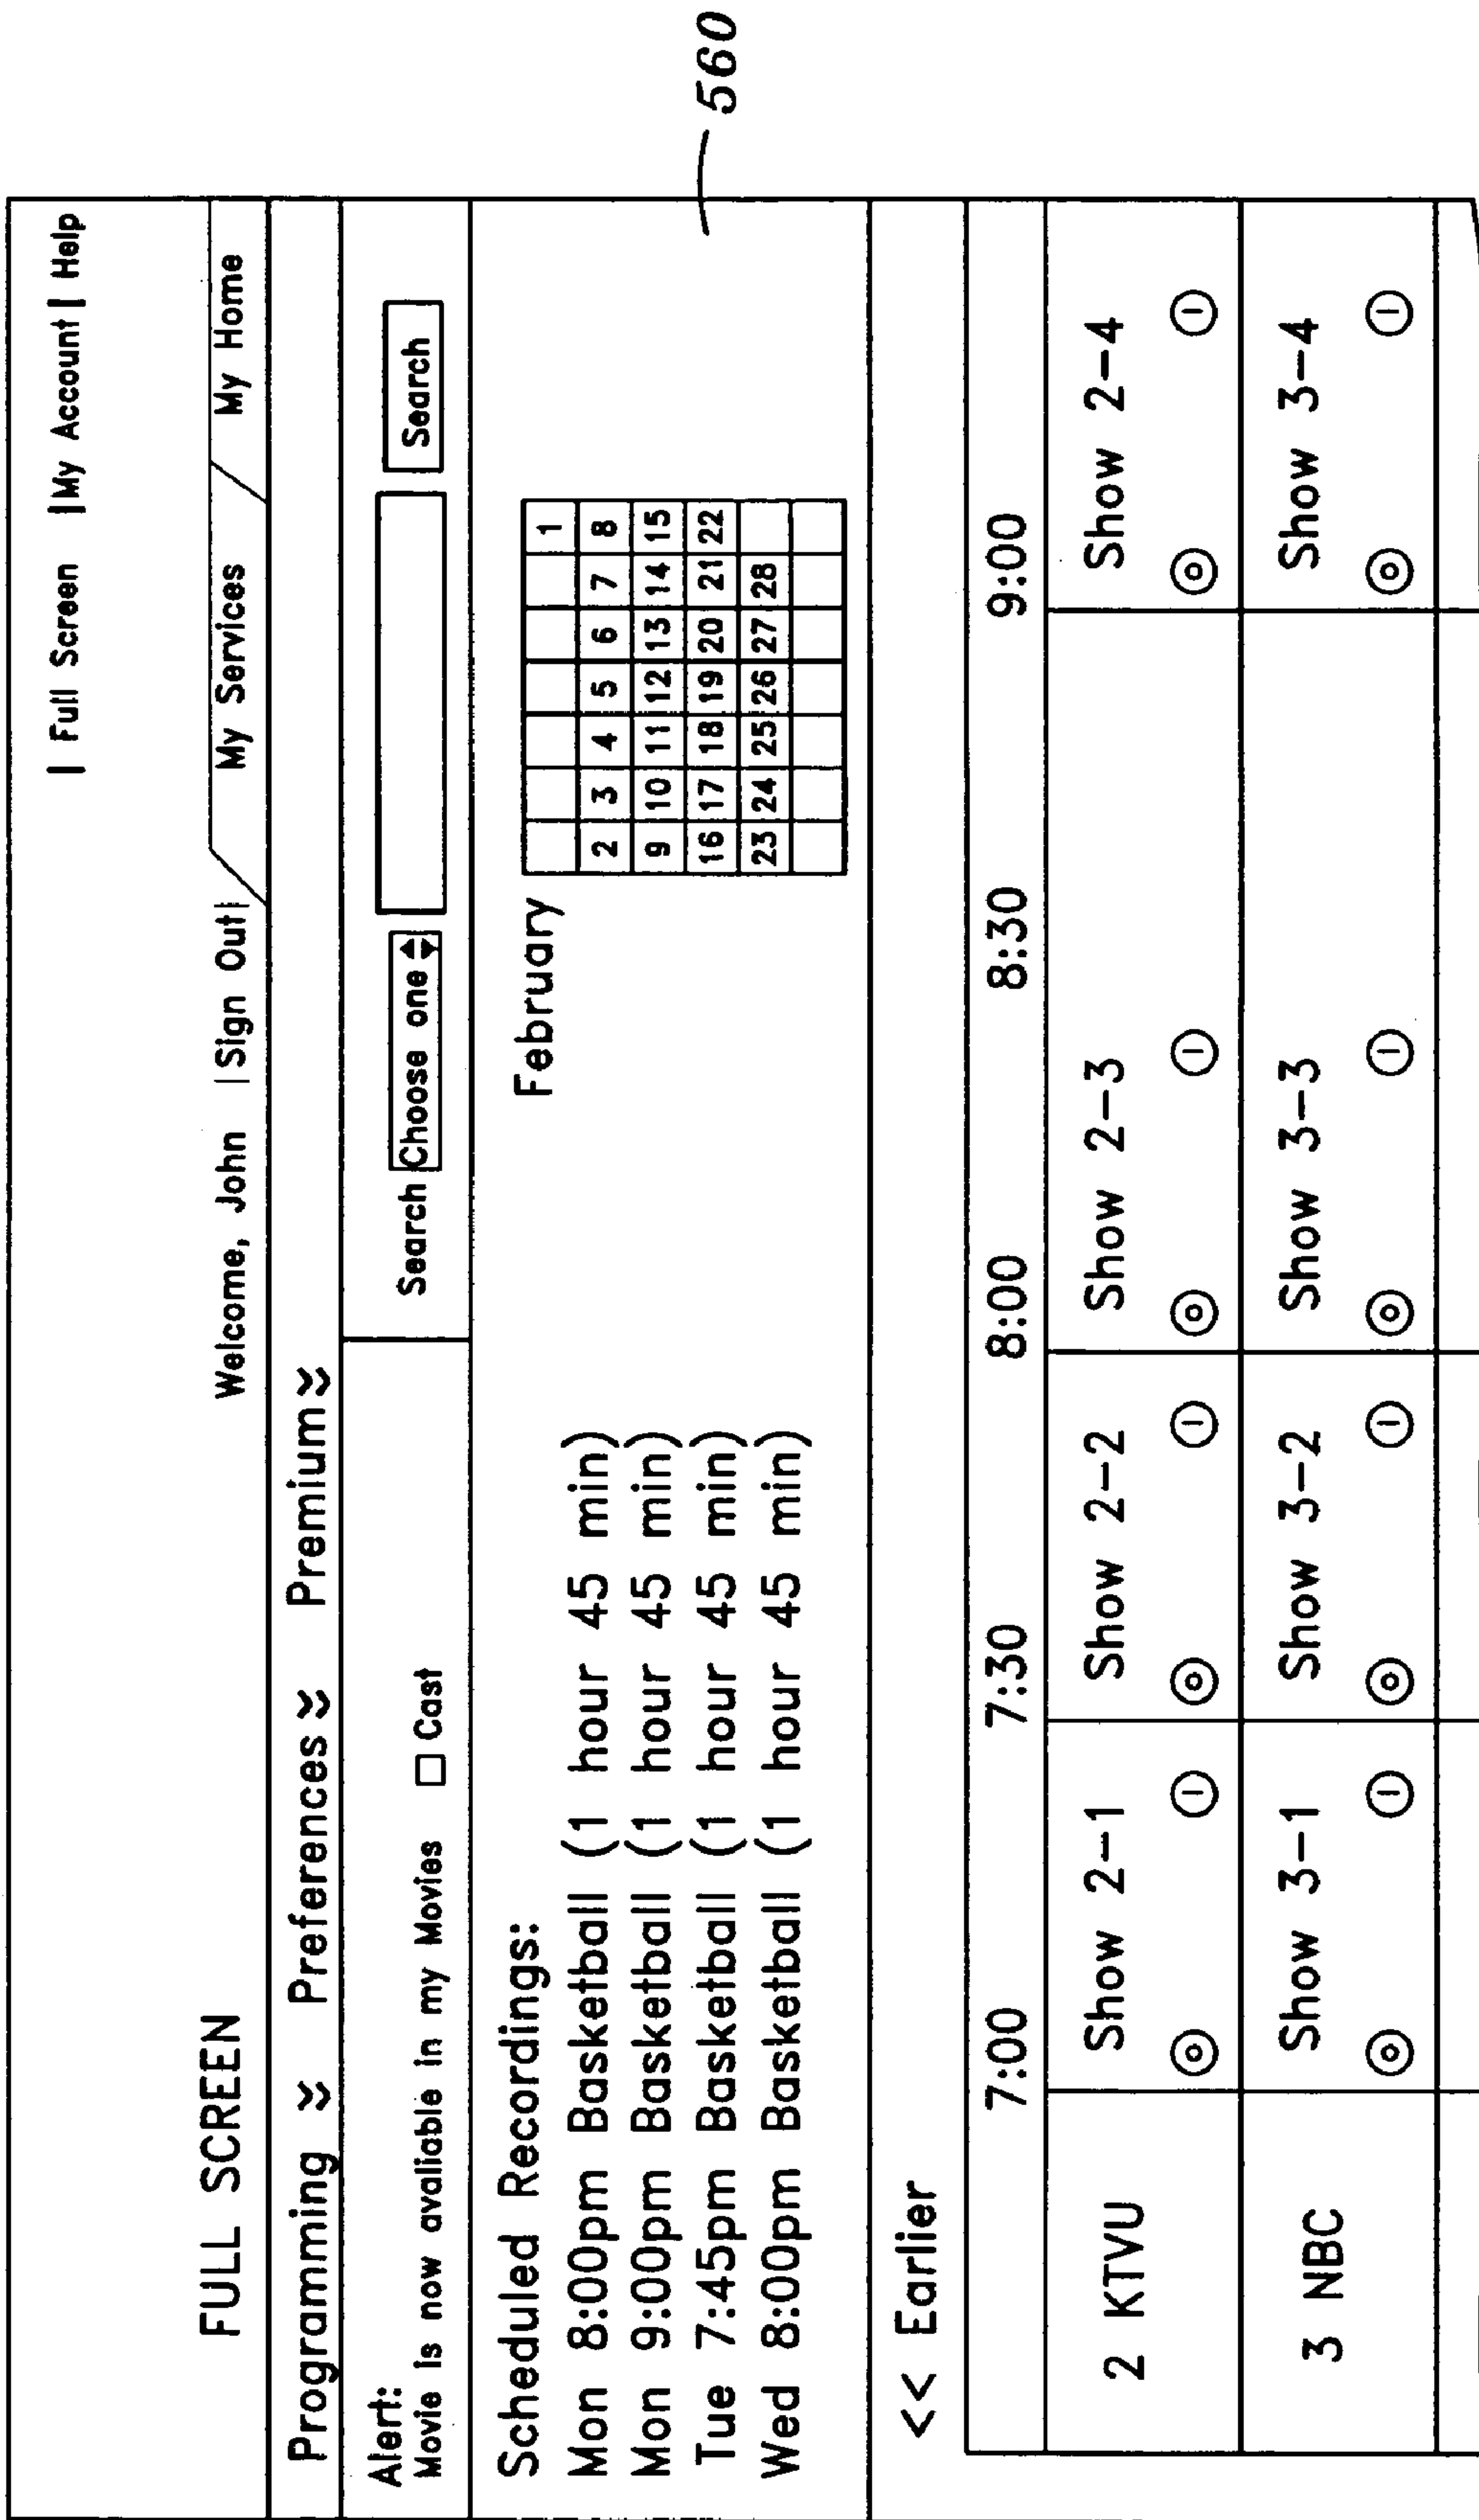 | Full Screen |My Account| Help
FULL SCREEN Welcome, John |Sign Out| My Services My Home
Programming Preferences Premium
Alert:
Movie is now avaliable in my Movies Cast Search Choose one Search
Scheduled Recordings: February
Mon 8:00pm Basketball (1 hour 45 min)
Mon 9:00pm Basketball (1 hour 45 min)
Tue 7:45pm Basketball (1 hour 45 min)
Wed 8:00pm Basketball (1 hour 45 min)
1
2 3 4 5 6 7 8
9 10 11 12 13 14 15
16 17 18 19 20 21 22
23 24 25 26 27 28
560
<< Earlier
7:00 7:30 8:00 8:30 9:00
2 KTVU Show 2-1 Show 2-2 Show 2-3 Show 2-4
3 NBC Show 3-1 Show 3-2 Show 3-3 Show 3-4